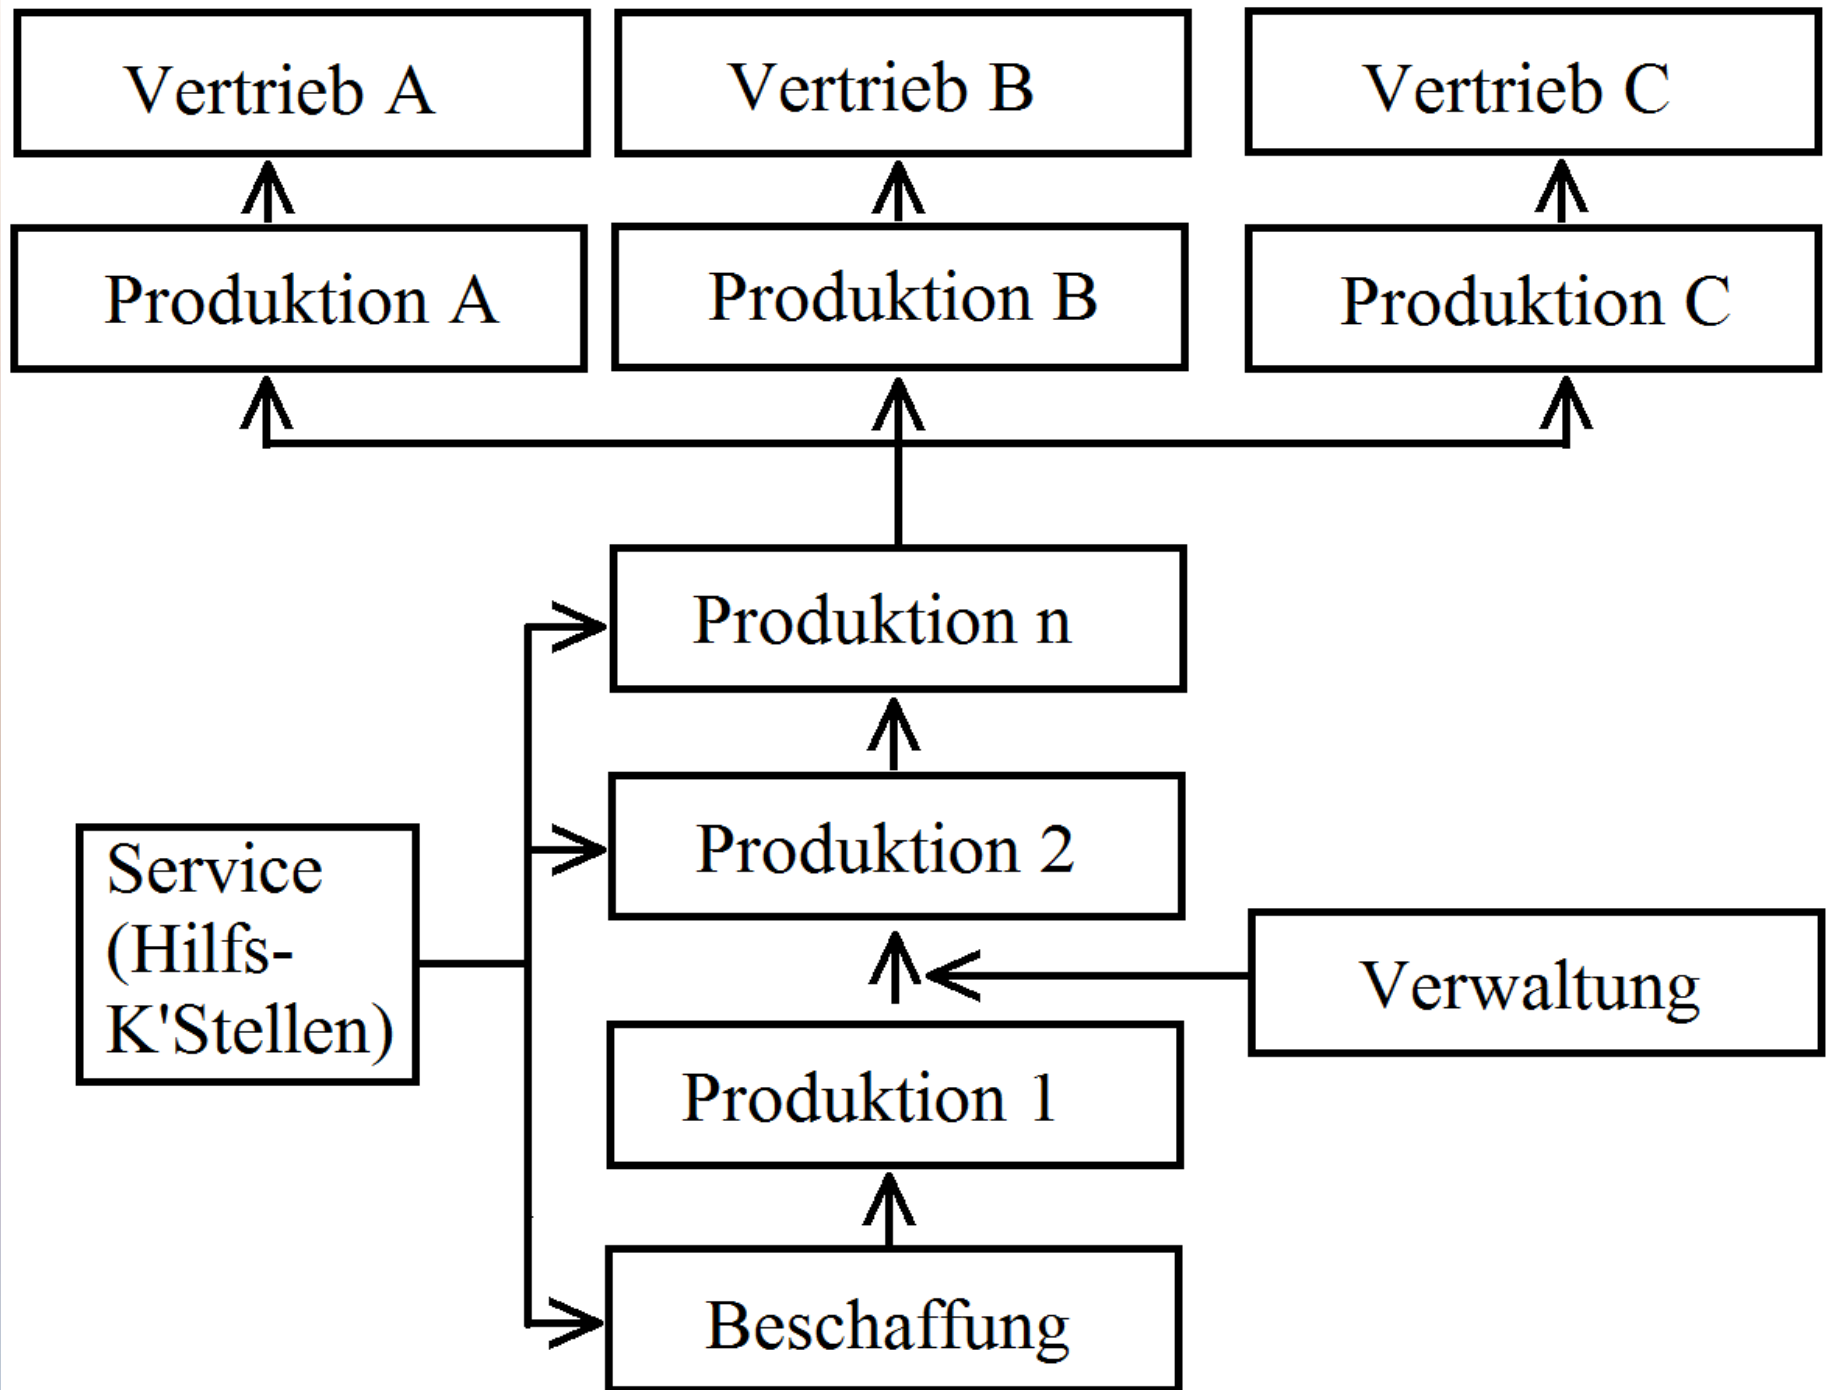 Vertrieb A
Vertrieb B
Vertrieb C
Produktion A
Produktion B
Produktion C
Produktion n
Produktion 2
Service
(Hilfs-
K'Stellen)
Verwaltung
Produktion 1
Beschaffung